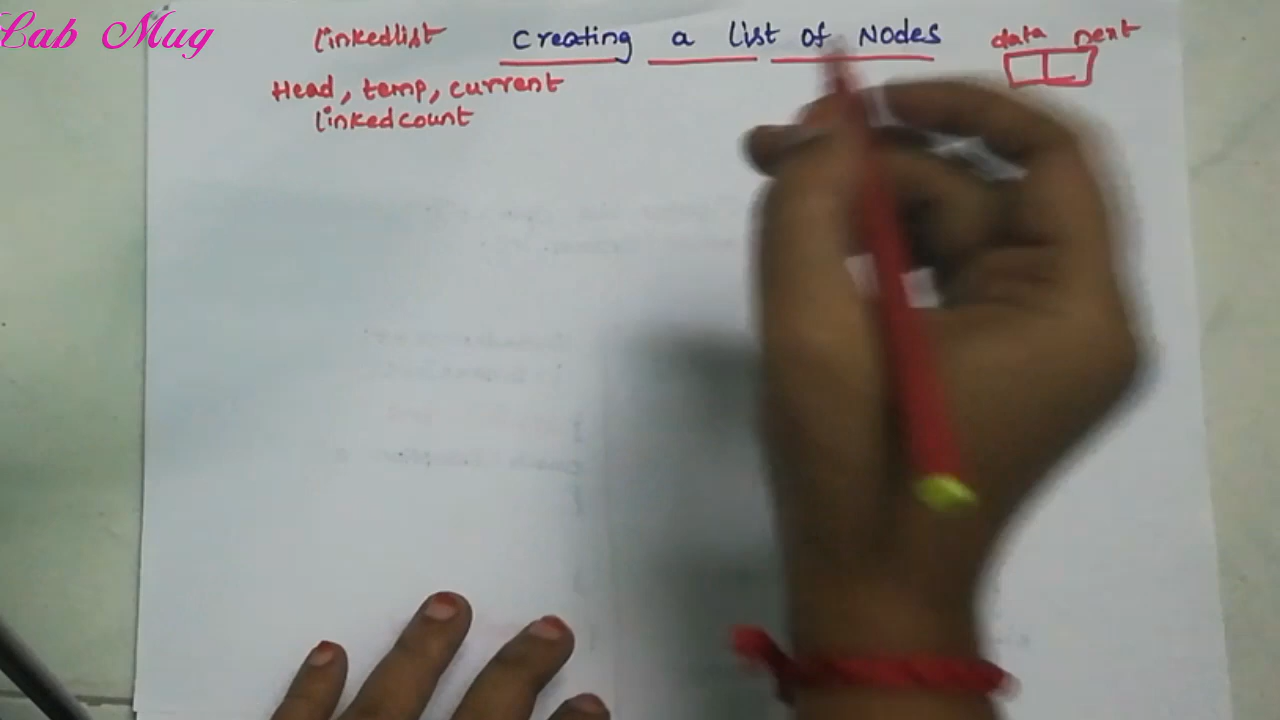 Lab Mug
linkedlist creating a list of Nodes data next
Head, temp, current
linkedcount